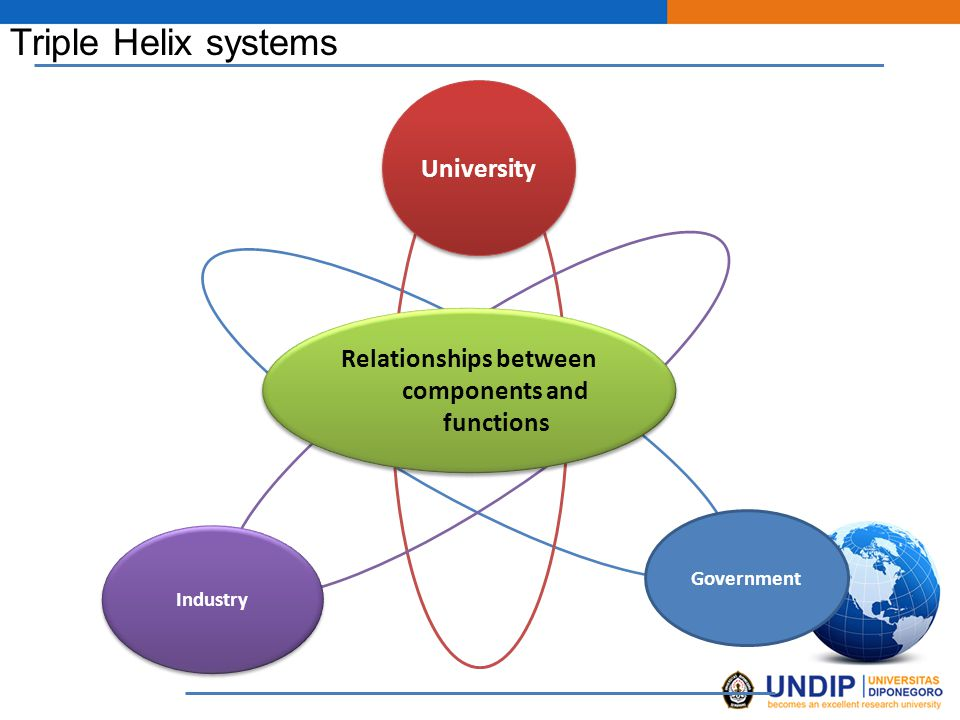 Triple Helix systems
University
Relationships between
components and
functions
Industry
Government
UNDIP
UNIVERSITAS
DIPONEGORO
becomes an excellent research university